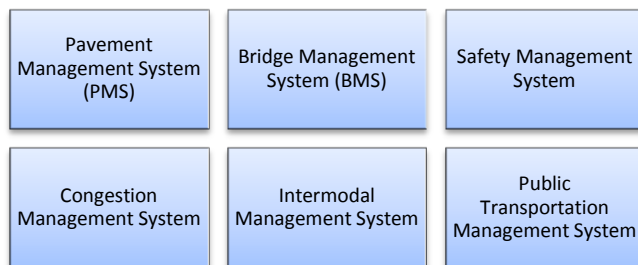 Pavement
Management System
(PMS)
Bridge Management
System (BMS)
Safety Management
System
Congestion
Management System
Intermodal
Management System
Public
Transportation
Management System